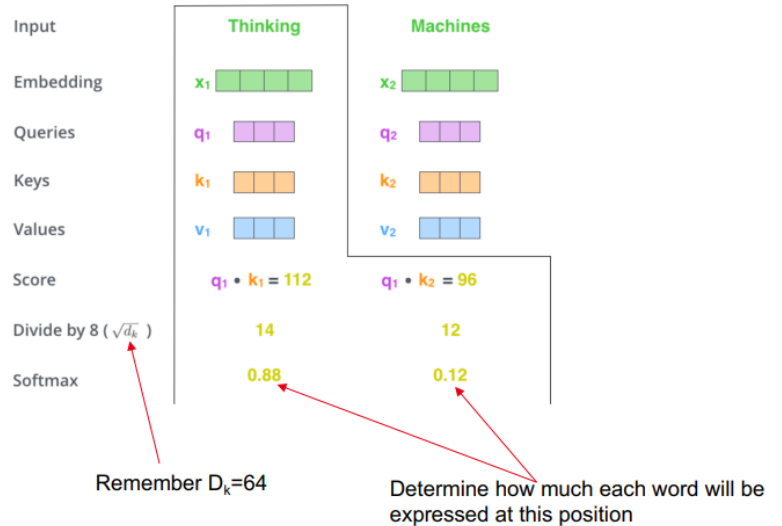 Input Thinking Machines
Embedding x₁ x₂
Queries q₁ q₂
Keys k₁ k₂
Values v₁ v₂
Score q₁ • k₁ = 112 q₁ • k₂ = 96
Divide by 8 ( √dₖ ) 14 12
Softmax 0.88 0.12
Remember Dₖ=64
Determine how much each word will be
expressed at this position